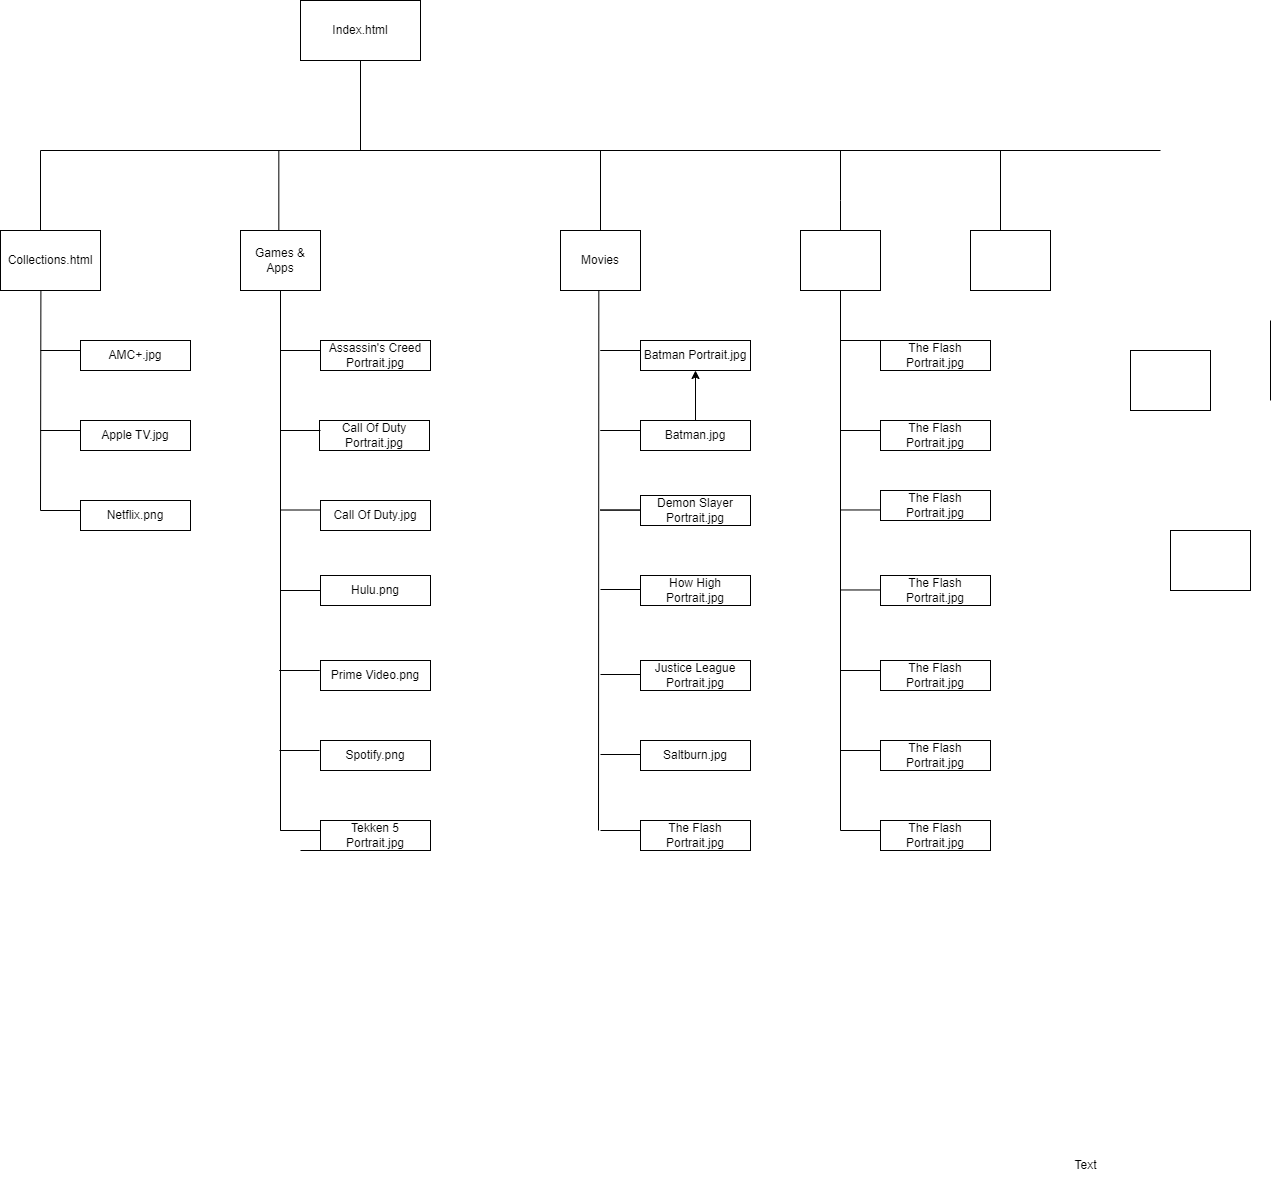 Index.html
Collections.html
Games &
Apps
Movies
AMC+.jpg
Apple TV.jpg
Netflix.png
Assassin's Creed
Portrait.jpg
Call Of Duty
Portrait.jpg
Call Of Duty.jpg
Hulu.png
Prime Video.png
Spotify.png
Tekken 5
Portrait.jpg
Batman Portrait.jpg
Batman.jpg
Demon Slayer
Portrait.jpg
How High
Portrait.jpg
Justice League
Portrait.jpg
Saltburn.jpg
The Flash
Portrait.jpg
The Flash
Portrait.jpg
The Flash
Portrait.jpg
The Flash
Portrait.jpg
The Flash
Portrait.jpg
The Flash
Portrait.jpg
The Flash
Portrait.jpg
The Flash
Portrait.jpg
Text